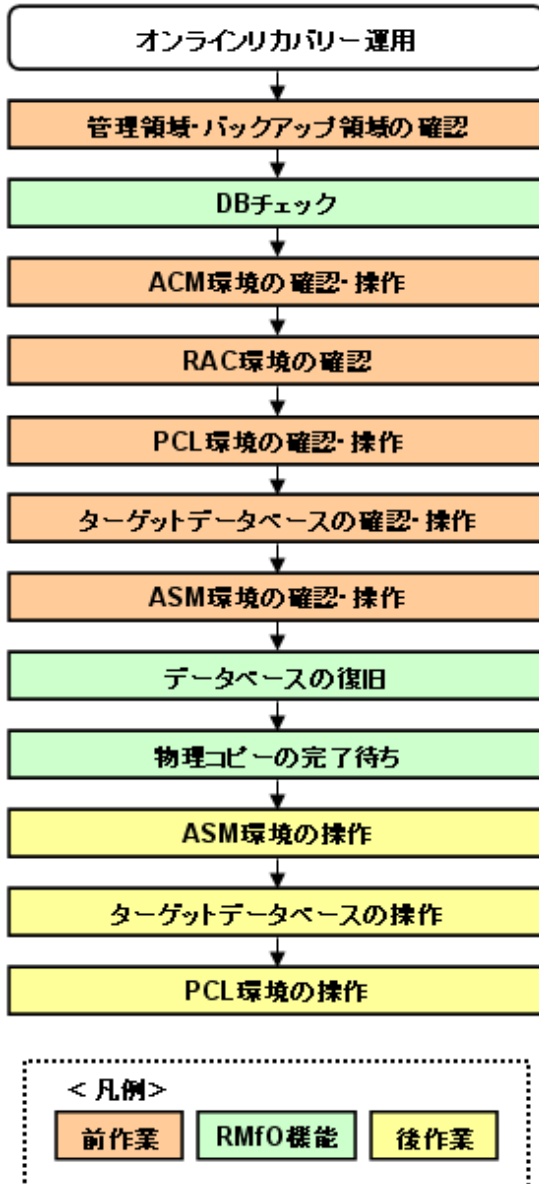 オンラインリカバリー運用
管理領域・バックアップ領域の確認
DBチェック
ACM環境の確認・操作
RAC環境の確認
PCL環境の確認・操作
ターゲットデータベースの確認・操作
ASM環境の確認・操作
データベースの復旧
物理コピーの完了待ち
ASM環境の操作
ターゲットデータベースの操作
PCL環境の操作
<凡例>
前作業
RMfO機能
後作業